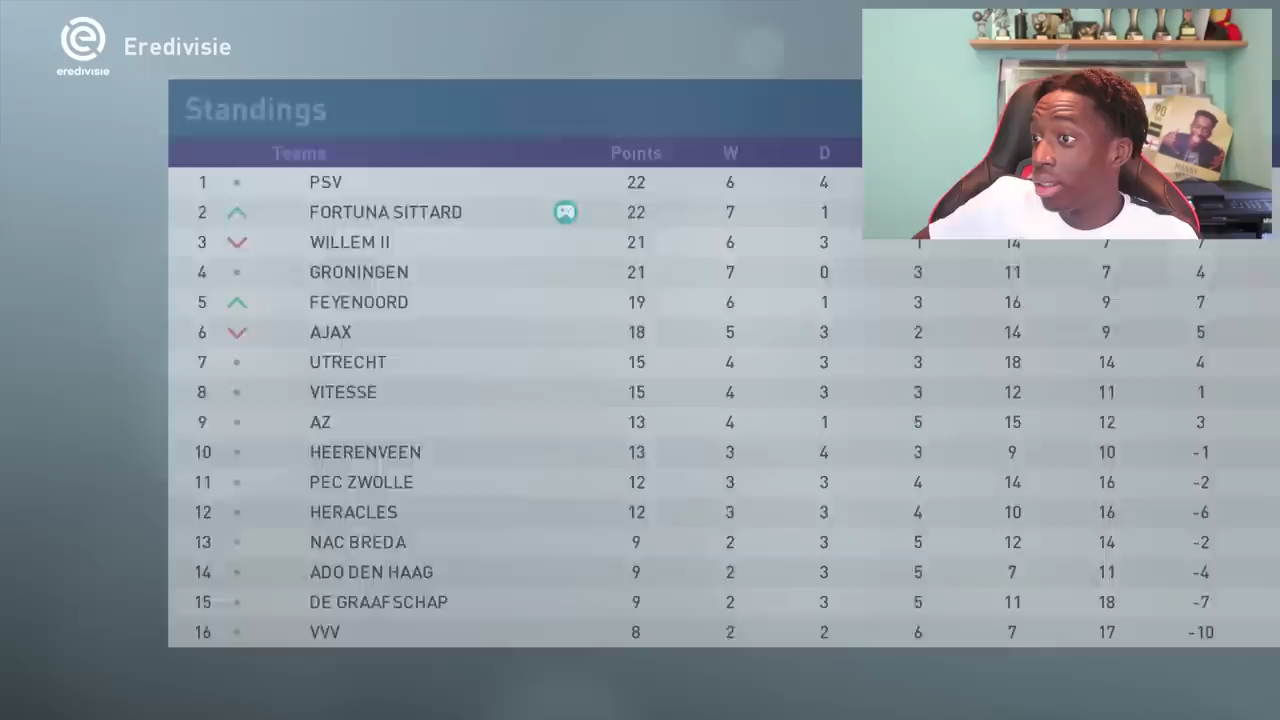 Eredivisie
eredivisie
Standings
Teams Points W D
1 PSV 22 6 4
2 FORTUNA SITTARD 22 7 1
3 WILLEM II 21 6 3 1 14 7 7
4 GRONINGEN 21 7 0 3 11 7 4
5 FEYENOORD 19 6 1 3 16 9 7
6 AJAX 18 5 3 2 14 9 5
7 UTRECHT 15 4 3 3 18 14 4
8 VITESSE 15 4 3 3 12 11 1
9 AZ 13 4 1 5 15 12 3
10 HEERENVEEN 13 3 4 3 9 10 -1
11 PEC ZWOLLE 12 3 3 4 14 16 -2
12 HERACLES 12 3 3 4 10 16 -6
13 NAC BREDA 9 2 3 5 12 14 -2
14 ADO DEN HAAG 9 2 3 5 7 11 -4
15 DE GRAAFSCHAP 9 2 3 5 11 18 -7
16 VVV 8 2 2 6 7 17 -10
90